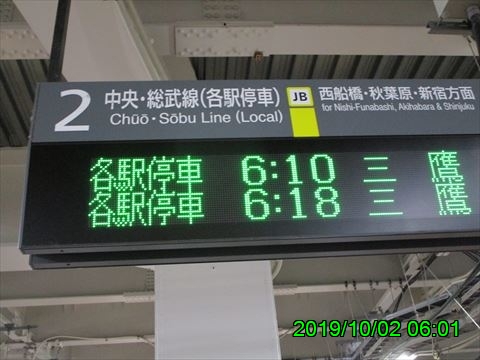 2 中央・総武線(各駅停車) JB 西船橋・秋葉原・新宿方面
Chūō・Sōbu Line (Local) for Nishi-Funabashi, Akihabara & Shinjuku
各駅停車 6:10 三鷹
各駅停車 6:18 三鷹
2019/10/02 06:01